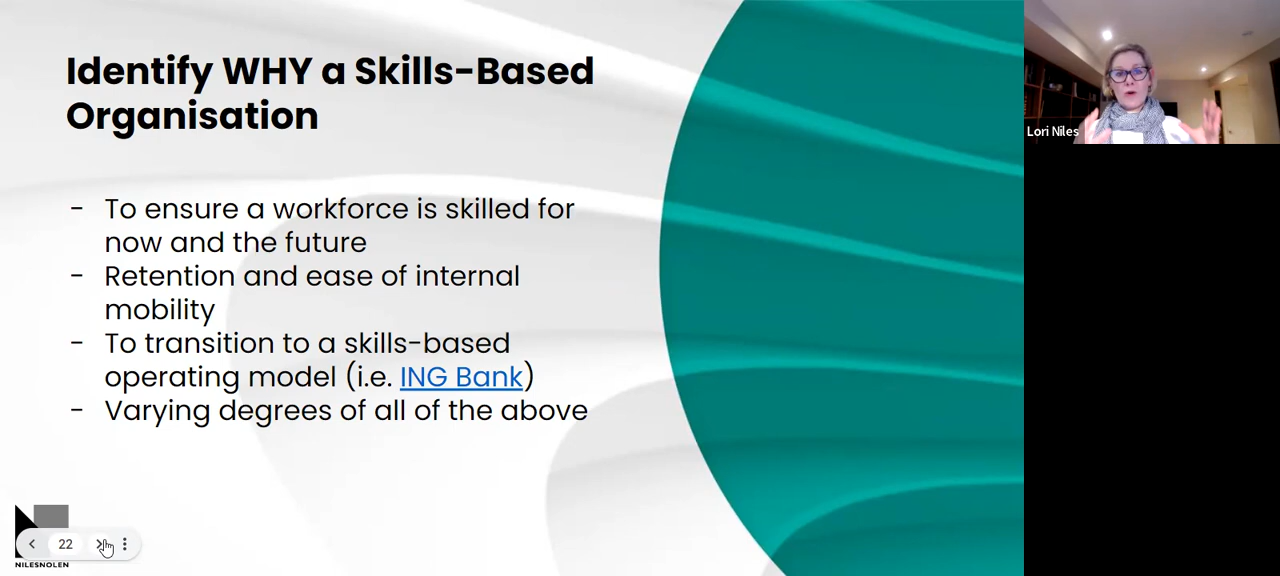 Identify WHY a Skills-Based
Organisation
- To ensure a workforce is skilled for
now and the future
- Retention and ease of internal
mobility
- To transition to a skills-based
operating model (i.e. ING Bank)
- Varying degrees of all of the above
22
NILESNOLEN
Lori Niles